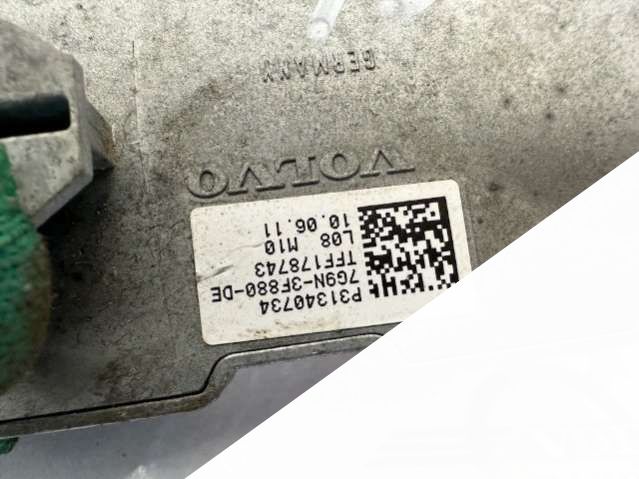 P31340734
7G9N-3F880-DE
TFF178743
L08 M10
10.06.11
VOLVO
GERMANY